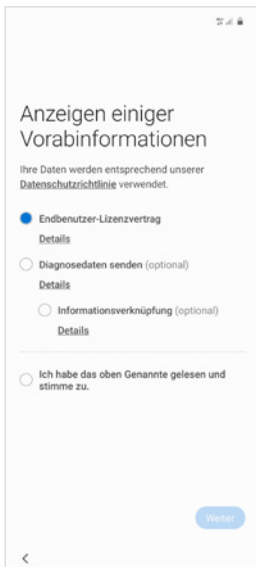 Anzeigen einiger
Vorabinformationen
Ihre Daten werden entsprechend unserer
Datenschutzrichtlinie verwendet.
Endbenutzer-Lizenzvertrag
Details
Diagnosedaten senden (optional)
Details
Informationsverknüpfung (optional)
Details
Ich habe das oben Genannte gelesen und
stimme zu.
Weiter